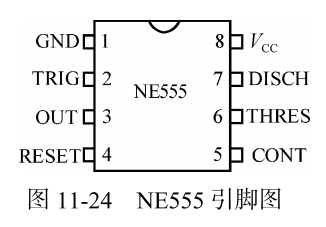 GND 1 8 V_CC
TRIG 2 7 DISCH
NE555
OUT 3 6 THRES
RESET 4 5 CONT
图 11-24 NE555 引脚图